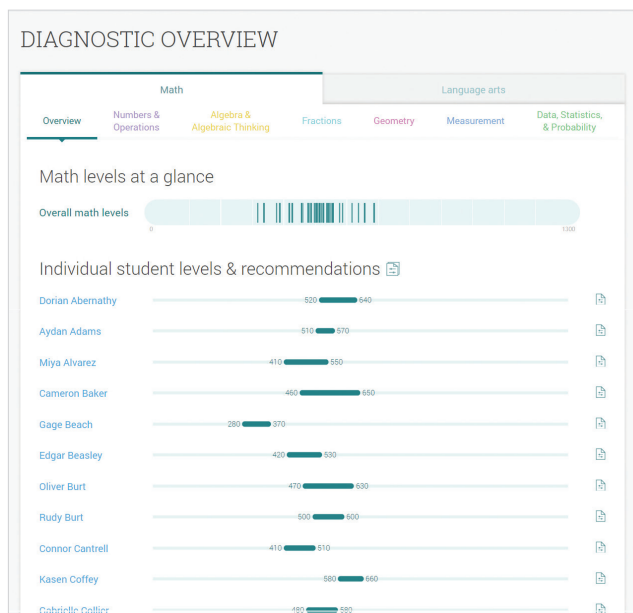 DIAGNOSTIC OVERVIEW
Math
Language arts
Overview
Numbers &
Operations
Algebra &
Algebraic Thinking
Fractions
Geometry
Measurement
Data, Statistics,
& Probability
Math levels at a glance
Overall math levels
0
1300
Individual student levels & recommendations
Dorian Abernathy 520 640
Aydan Adams 510 570
Miya Alvarez 410 550
Cameron Baker 460 650
Gage Beach 280 370
Edgar Beasley 420 530
Oliver Burt 470 630
Rudy Burt 500 600
Connor Cantrell 410 510
Kasen Coffey 580 660
Gabrielle Collier 480 580